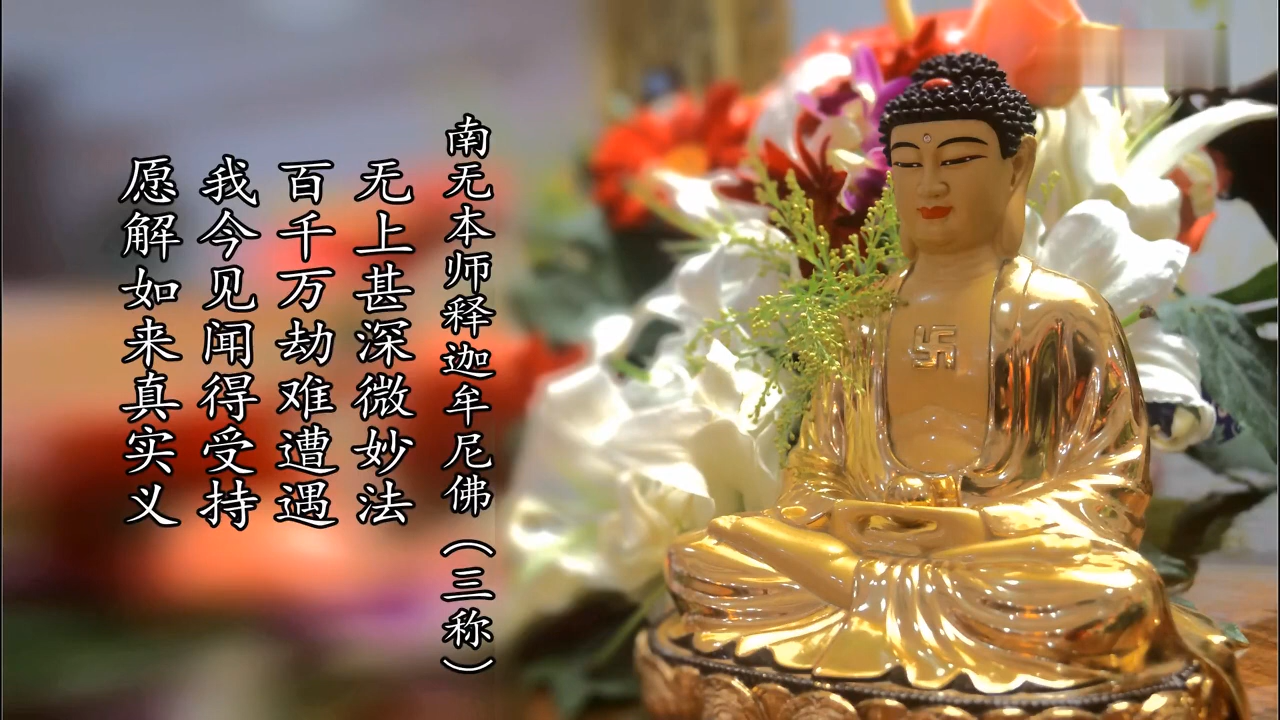 南无本师释迦牟尼佛（三称）
无上甚深微妙法
百千万劫难遭遇
我今见闻得受持
愿解如来真实义